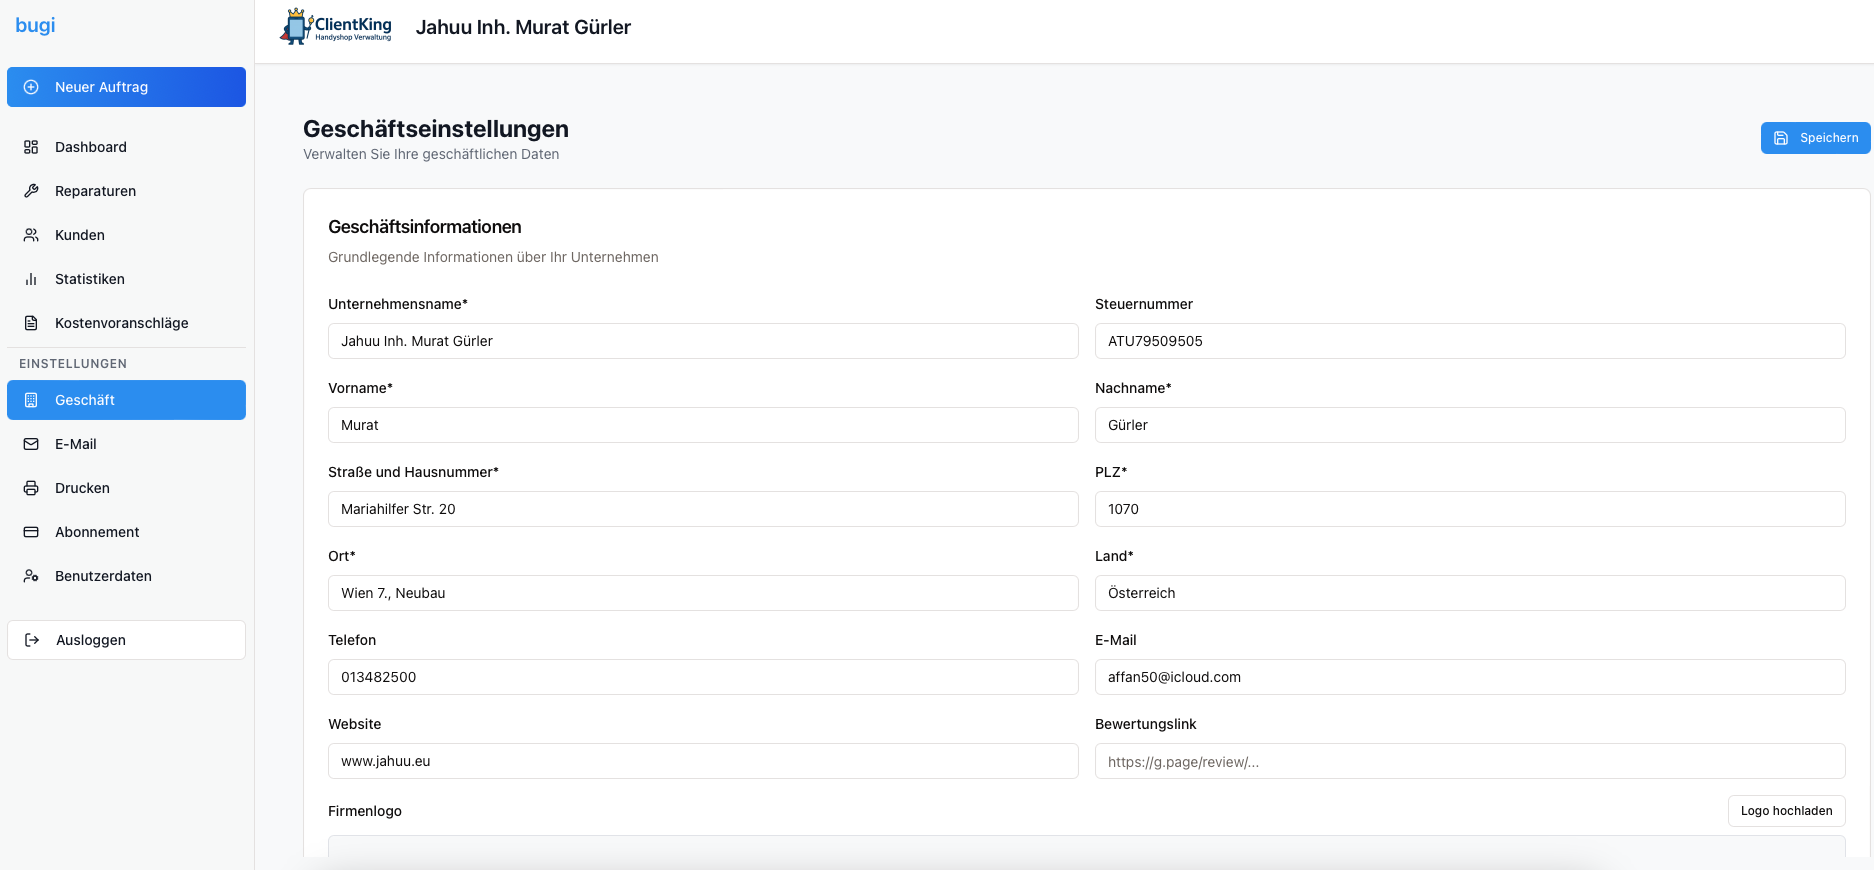 bugi
Neuer Auftrag
Dashboard
Reparaturen
Kunden
Statistiken
Kostenvoranschläge
EINSTELLUNGEN
Geschäft
E-Mail
Drucken
Abonnement
Benutzerdaten
Ausloggen
ClientKing
Handyshop Verwaltung
Jahuu Inh. Murat Gürler
Geschäftseinstellungen
Verwalten Sie Ihre geschäftlichen Daten
Speichern
Geschäftsinformationen
Grundlegende Informationen über Ihr Unternehmen
Unternehmensname*
Jahuu Inh. Murat Gürler
Steuernummer
ATU79509505
Vorname*
Murat
Nachname*
Gürler
Straße und Hausnummer*
Mariahilfer Str. 20
PLZ*
1070
Ort*
Wien 7., Neubau
Land*
Österreich
Telefon
013482500
E-Mail
affan50@icloud.com
Website
www.jahuu.eu
Bewertungslink
https://g.page/review/...
Firmenlogo
Logo hochladen